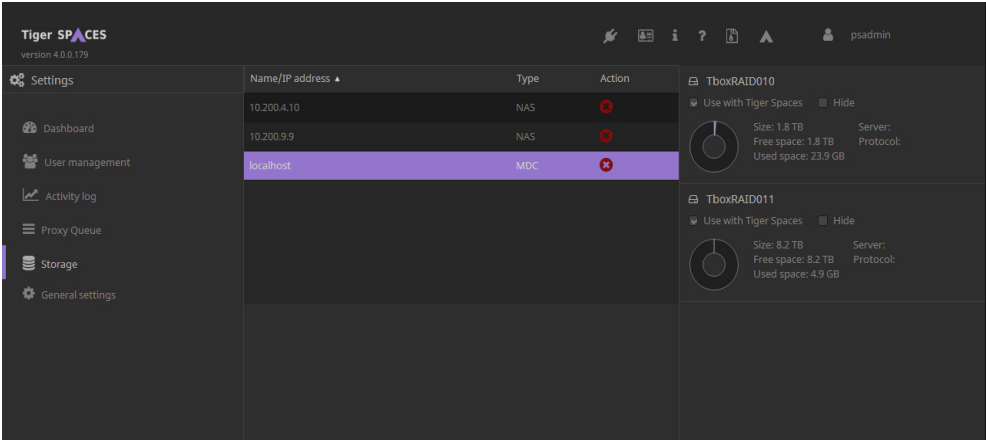 Tiger SPACES
psadmin
version 4.0.0.179
Settings
Dashboard
User management
Activity log
Proxy Queue
Storage
General settings
Name/IP address ▲ Type Action
10.200.4.10 NAS
10.200.9.9 NAS
localhost MDC
TboxRAID010
Use with Tiger Spaces Hide
Size: 1.8 TB Server:
Free space: 1.8 TB Protocol:
Used space: 23.9 GB
TboxRAID011
Use with Tiger Spaces Hide
Size: 8.2 TB Server:
Free space: 8.2 TB Protocol:
Used space: 4.9 GB